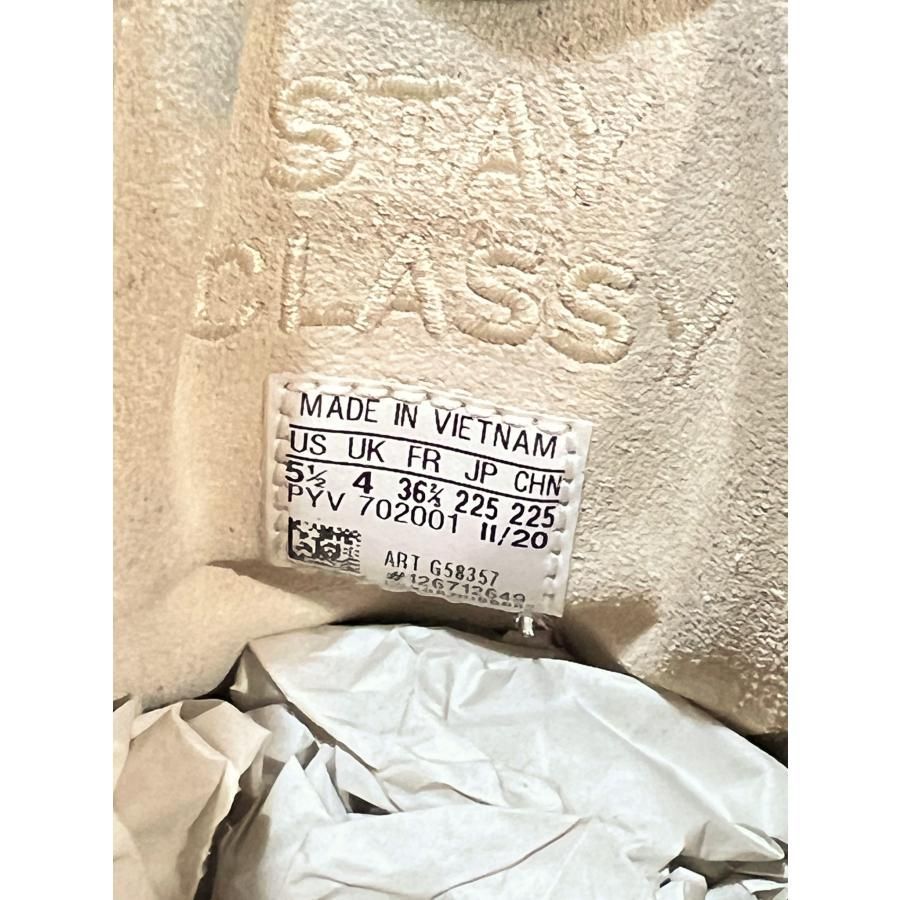 STAY
CLASSY
MADE IN VIETNAM
US UK FR JP CHN
5½ 4 36⅔ 225 225
PYV 702001 11/20
ART G58357
#126712649